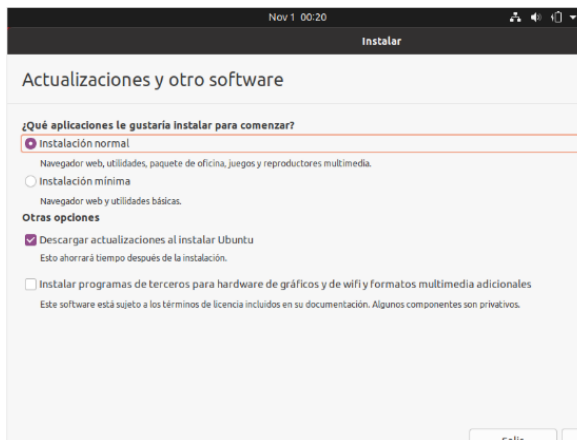 Nov 1 00:20
Instalar
Actualizaciones y otro software
¿Qué aplicaciones le gustaría instalar para comenzar?
Instalación normal
Navegador web, utilidades, paquete de oficina, juegos y reproductores multimedia.
Instalación mínima
Navegador web y utilidades básicas.
Otras opciones
Descargar actualizaciones al instalar Ubuntu
Esto ahorrará tiempo después de la instalación.
Instalar programas de terceros para hardware de gráficos y de wifi y formatos multimedia adicionales
Este software está sujeto a los términos de licencia incluidos en su documentación. Algunos componentes son privativos.
Salir